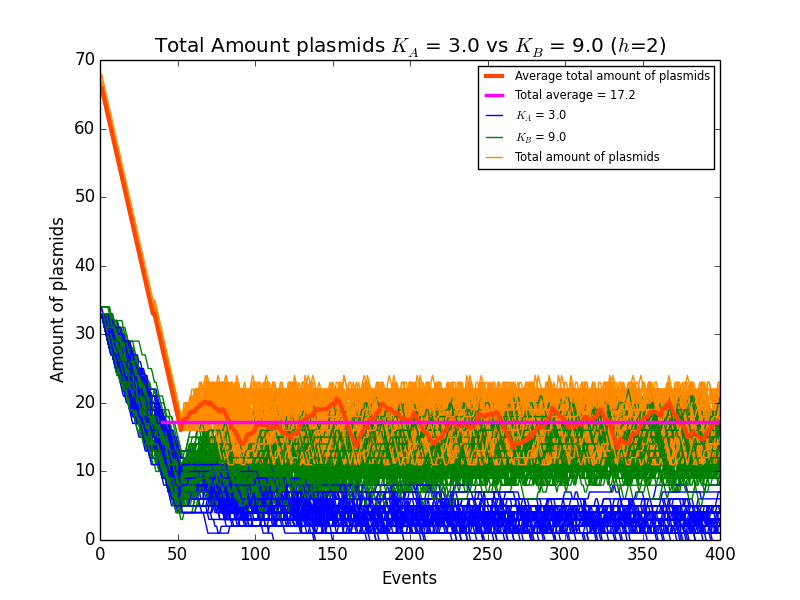 Total Amount plasmids K_A = 3.0 vs K_B = 9.0 (h=2)
Average total amount of plasmids
Total average = 17.2
K_A = 3.0
K_B = 9.0
Total amount of plasmids
Amount of plasmids
70
60
50
40
30
20
10
0
0 50 100 150 200 250 300 350 400
Events